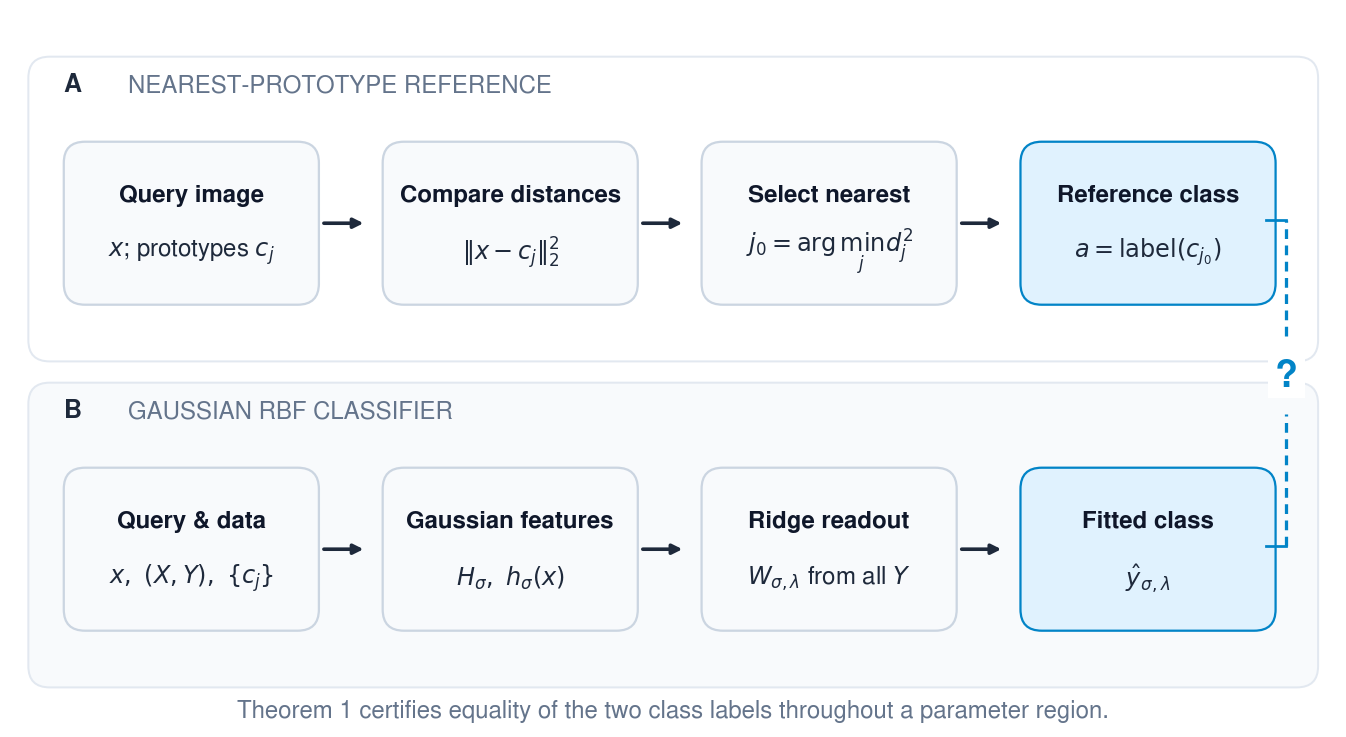 A NEAREST-PROTOTYPE REFERENCE
Query image
x; prototypes c_j
Compare distances
‖x − c_j‖₂²
Select nearest
j₀ = arg min_j d_j²
Reference class
a = label(c_{j₀})
?
B GAUSSIAN RBF CLASSIFIER
Query & data
x, (X, Y), {c_j}
Gaussian features
H_σ, h_σ(x)
Ridge readout
W_{σ,λ} from all Y
Fitted class
ŷ_{σ,λ}
Theorem 1 certifies equality of the two class labels throughout a parameter region.